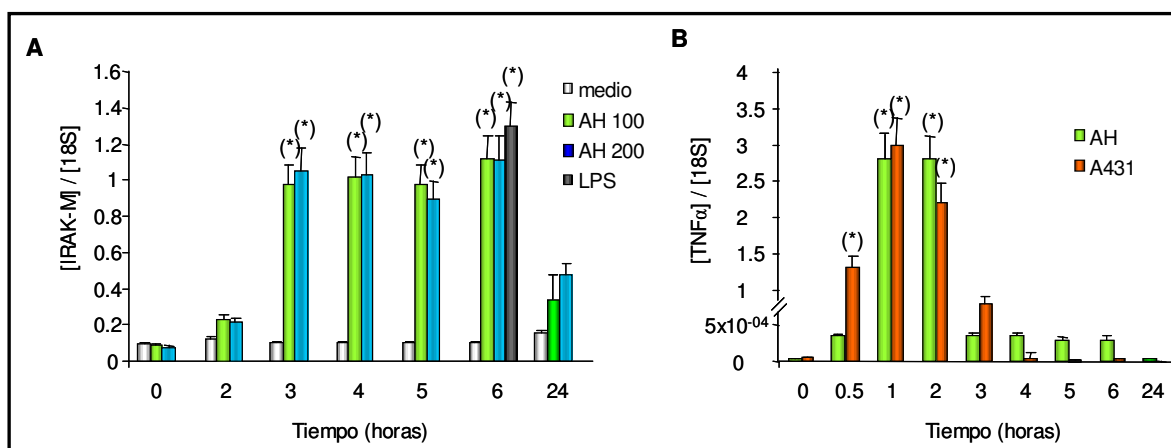 A
[IRAK-M] / [18S]
1.6
1.4
1.2
1
0.8
0.6
0.4
0.2
0
(*)
(*)
(*)
(*)
(*)
(*)
(*)
(*)
(*)
medio
AH 100
AH 200
LPS
0 2 3 4 5 6 24
Tiempo (horas)
B
[TNFα] / [18S]
4
3.5
3
2.5
2
1.5
1
5x10-04
0
(*)
(*)
(*)
(*)
(*)
AH
A431
0 0.5 1 2 3 4 5 6 24
Tiempo (horas)